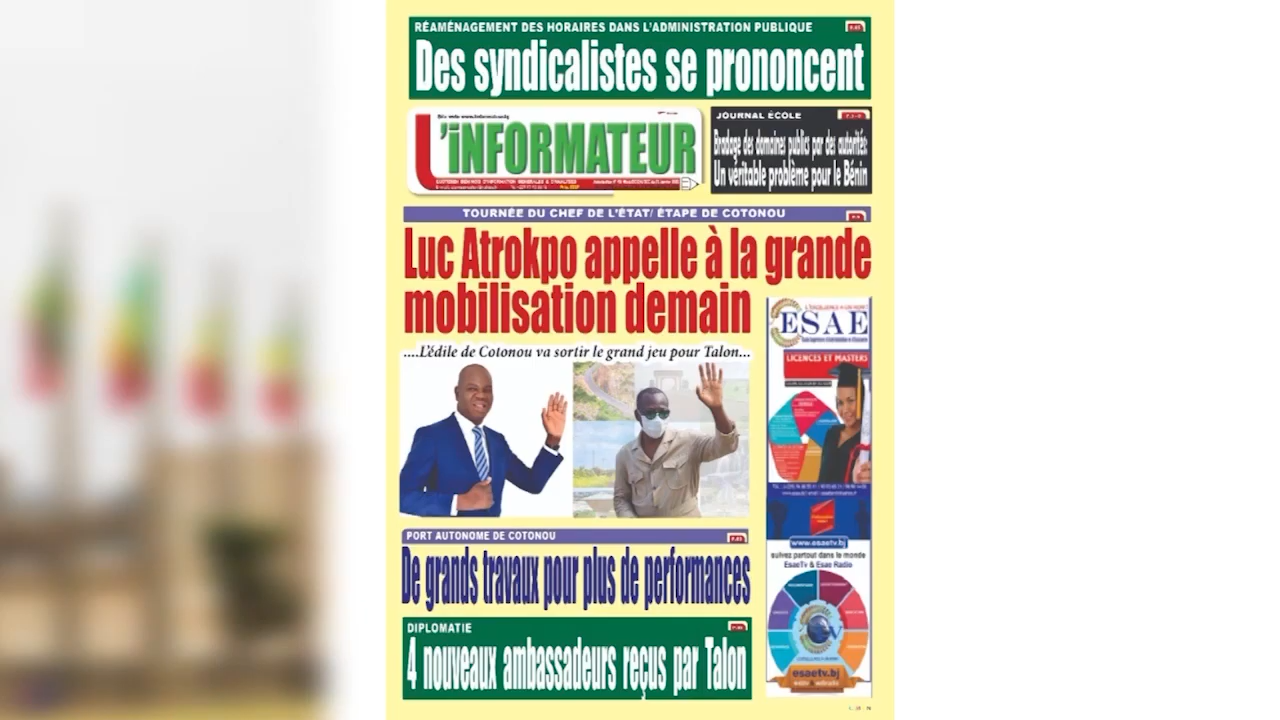 RÉAMÉNAGEMENT DES HORAIRES DANS L'ADMINISTRATION PUBLIQUE
Des syndicalistes se prononcent
L'iNFORMATEUR
JOURNAL ÉCOLE
Bradage des domaines publics par des autorités
Un véritable problème pour le Bénin
TOURNÉE DU CHEF DE L'ÉTAT/ ÉTAPE DE COTONOU
Luc Atrokpo appelle à la grande
mobilisation demain
....L'édile de Cotonou va sortir le grand jeu pour Talon...
ESAE
LICENCES ET MASTERS
PORT AUTONOME DE COTONOU
De grands travaux pour plus de performances
www.esaetv.bj
suivez partout dans le monde
EsaeTv & Esae Radio
DIPLOMATIE
4 nouveaux ambassadeurs reçus par Talon
esaetv.bj